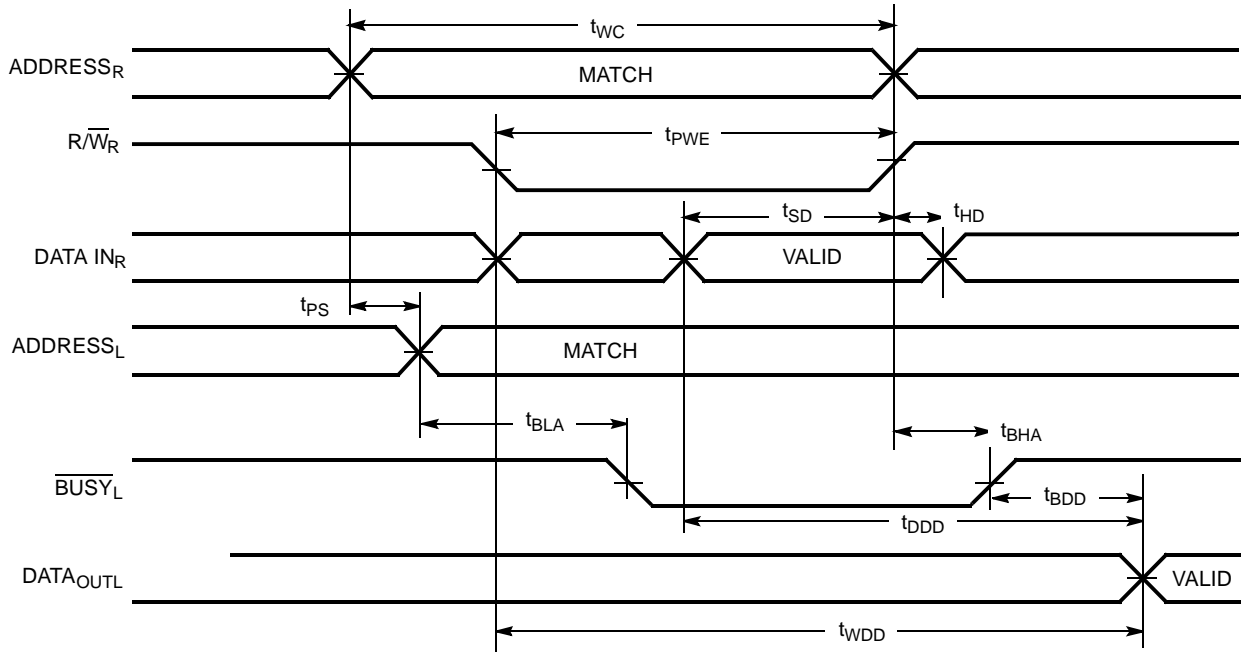 tWC
ADDRESSR
MATCH
R/W̅R
tPWE
tSD
tHD
DATA INR
VALID
tPS
ADDRESSL
MATCH
tBLA
tBHA
B̅U̅S̅Y̅L
tBDD
tDDD
DATAOUTL
VALID
tWDD